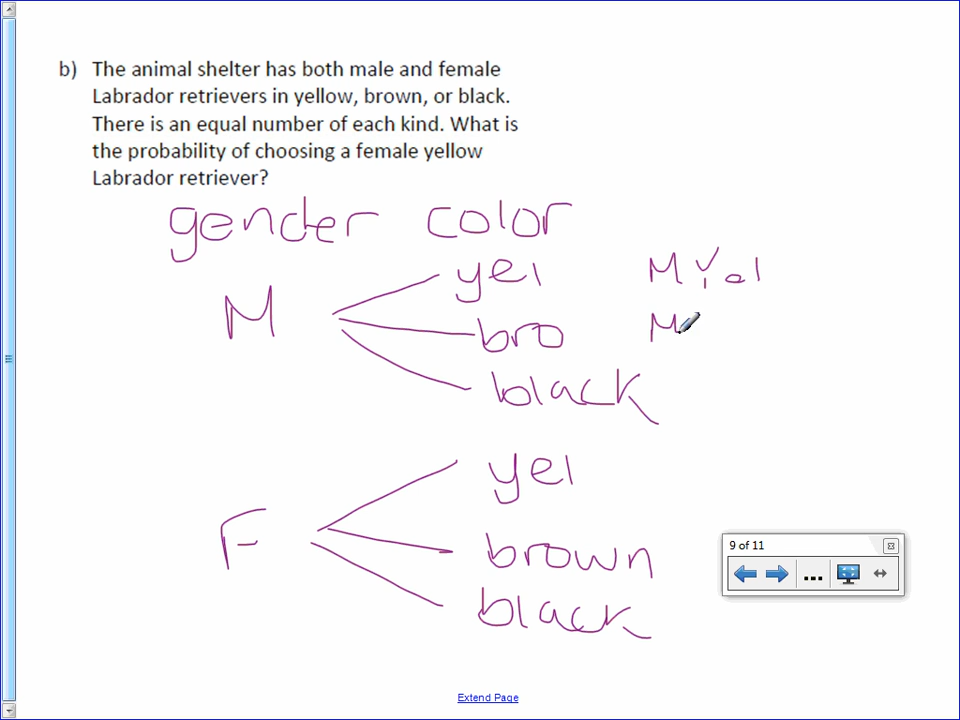 b) The animal shelter has both male and female
Labrador retrievers in yellow, brown, or black.
There is an equal number of each kind. What is
the probability of choosing a female yellow
Labrador retriever?
gender color
yel M Yel
M
bro M
black
yel
F
brown
black
9 of 11
...
Extend Page